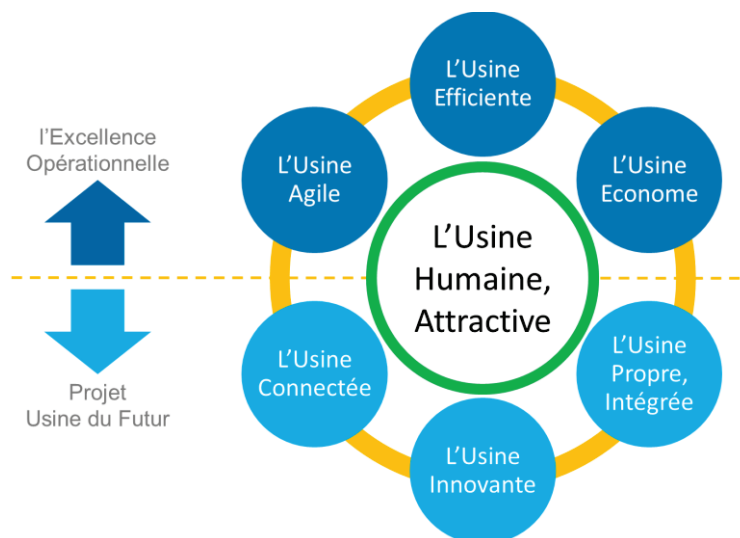 L'Usine
Efficiente
l'Excellence
Opérationnelle
L'Usine
Agile
L'Usine
Econome
L'Usine
Humaine,
Attractive
L'Usine
Connectée
L'Usine
Propre,
Intégrée
Projet
Usine du Futur
L'Usine
Innovante